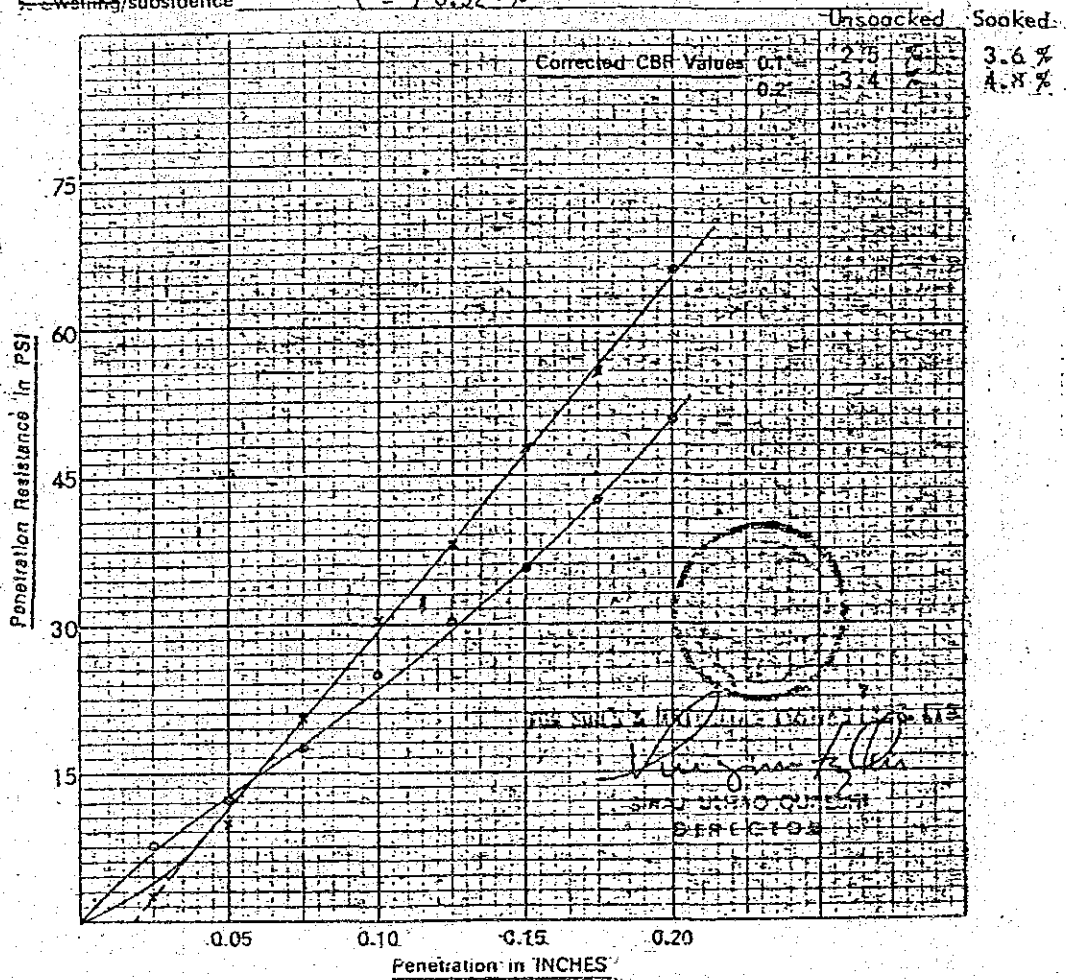 swelling/subsidence
Unsoacked Soaked
Corrected CBR Values 0.1 = 2.5 % 3.6 %
0.2 3.4 % 4.8 %
75
60
45
30
15
Penetration Resistance in PSI
DIRECTOR
0.05 0.10 0.15 0.20
Penetration in INCHES